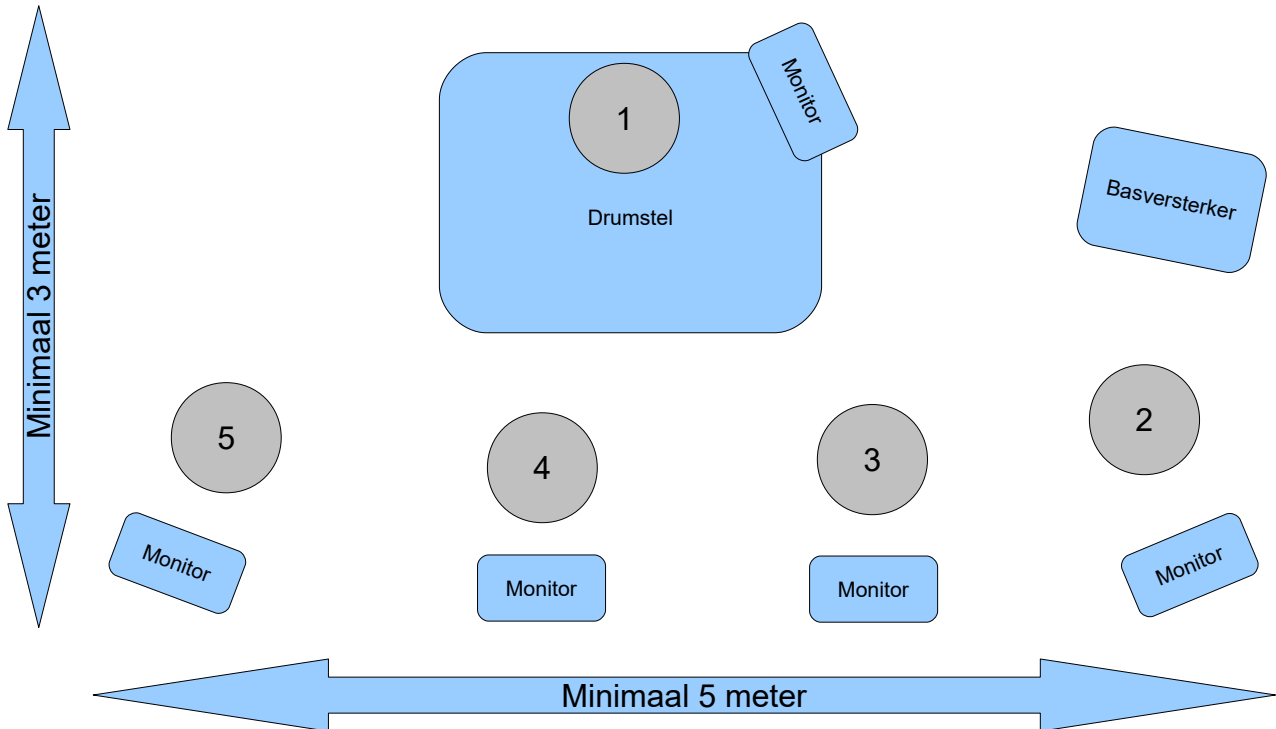 Monitor
1
Basversterker
Drumstel
Minimaal 3 meter
5
4
3
2
Monitor
Monitor
Monitor
Monitor
Minimaal 5 meter